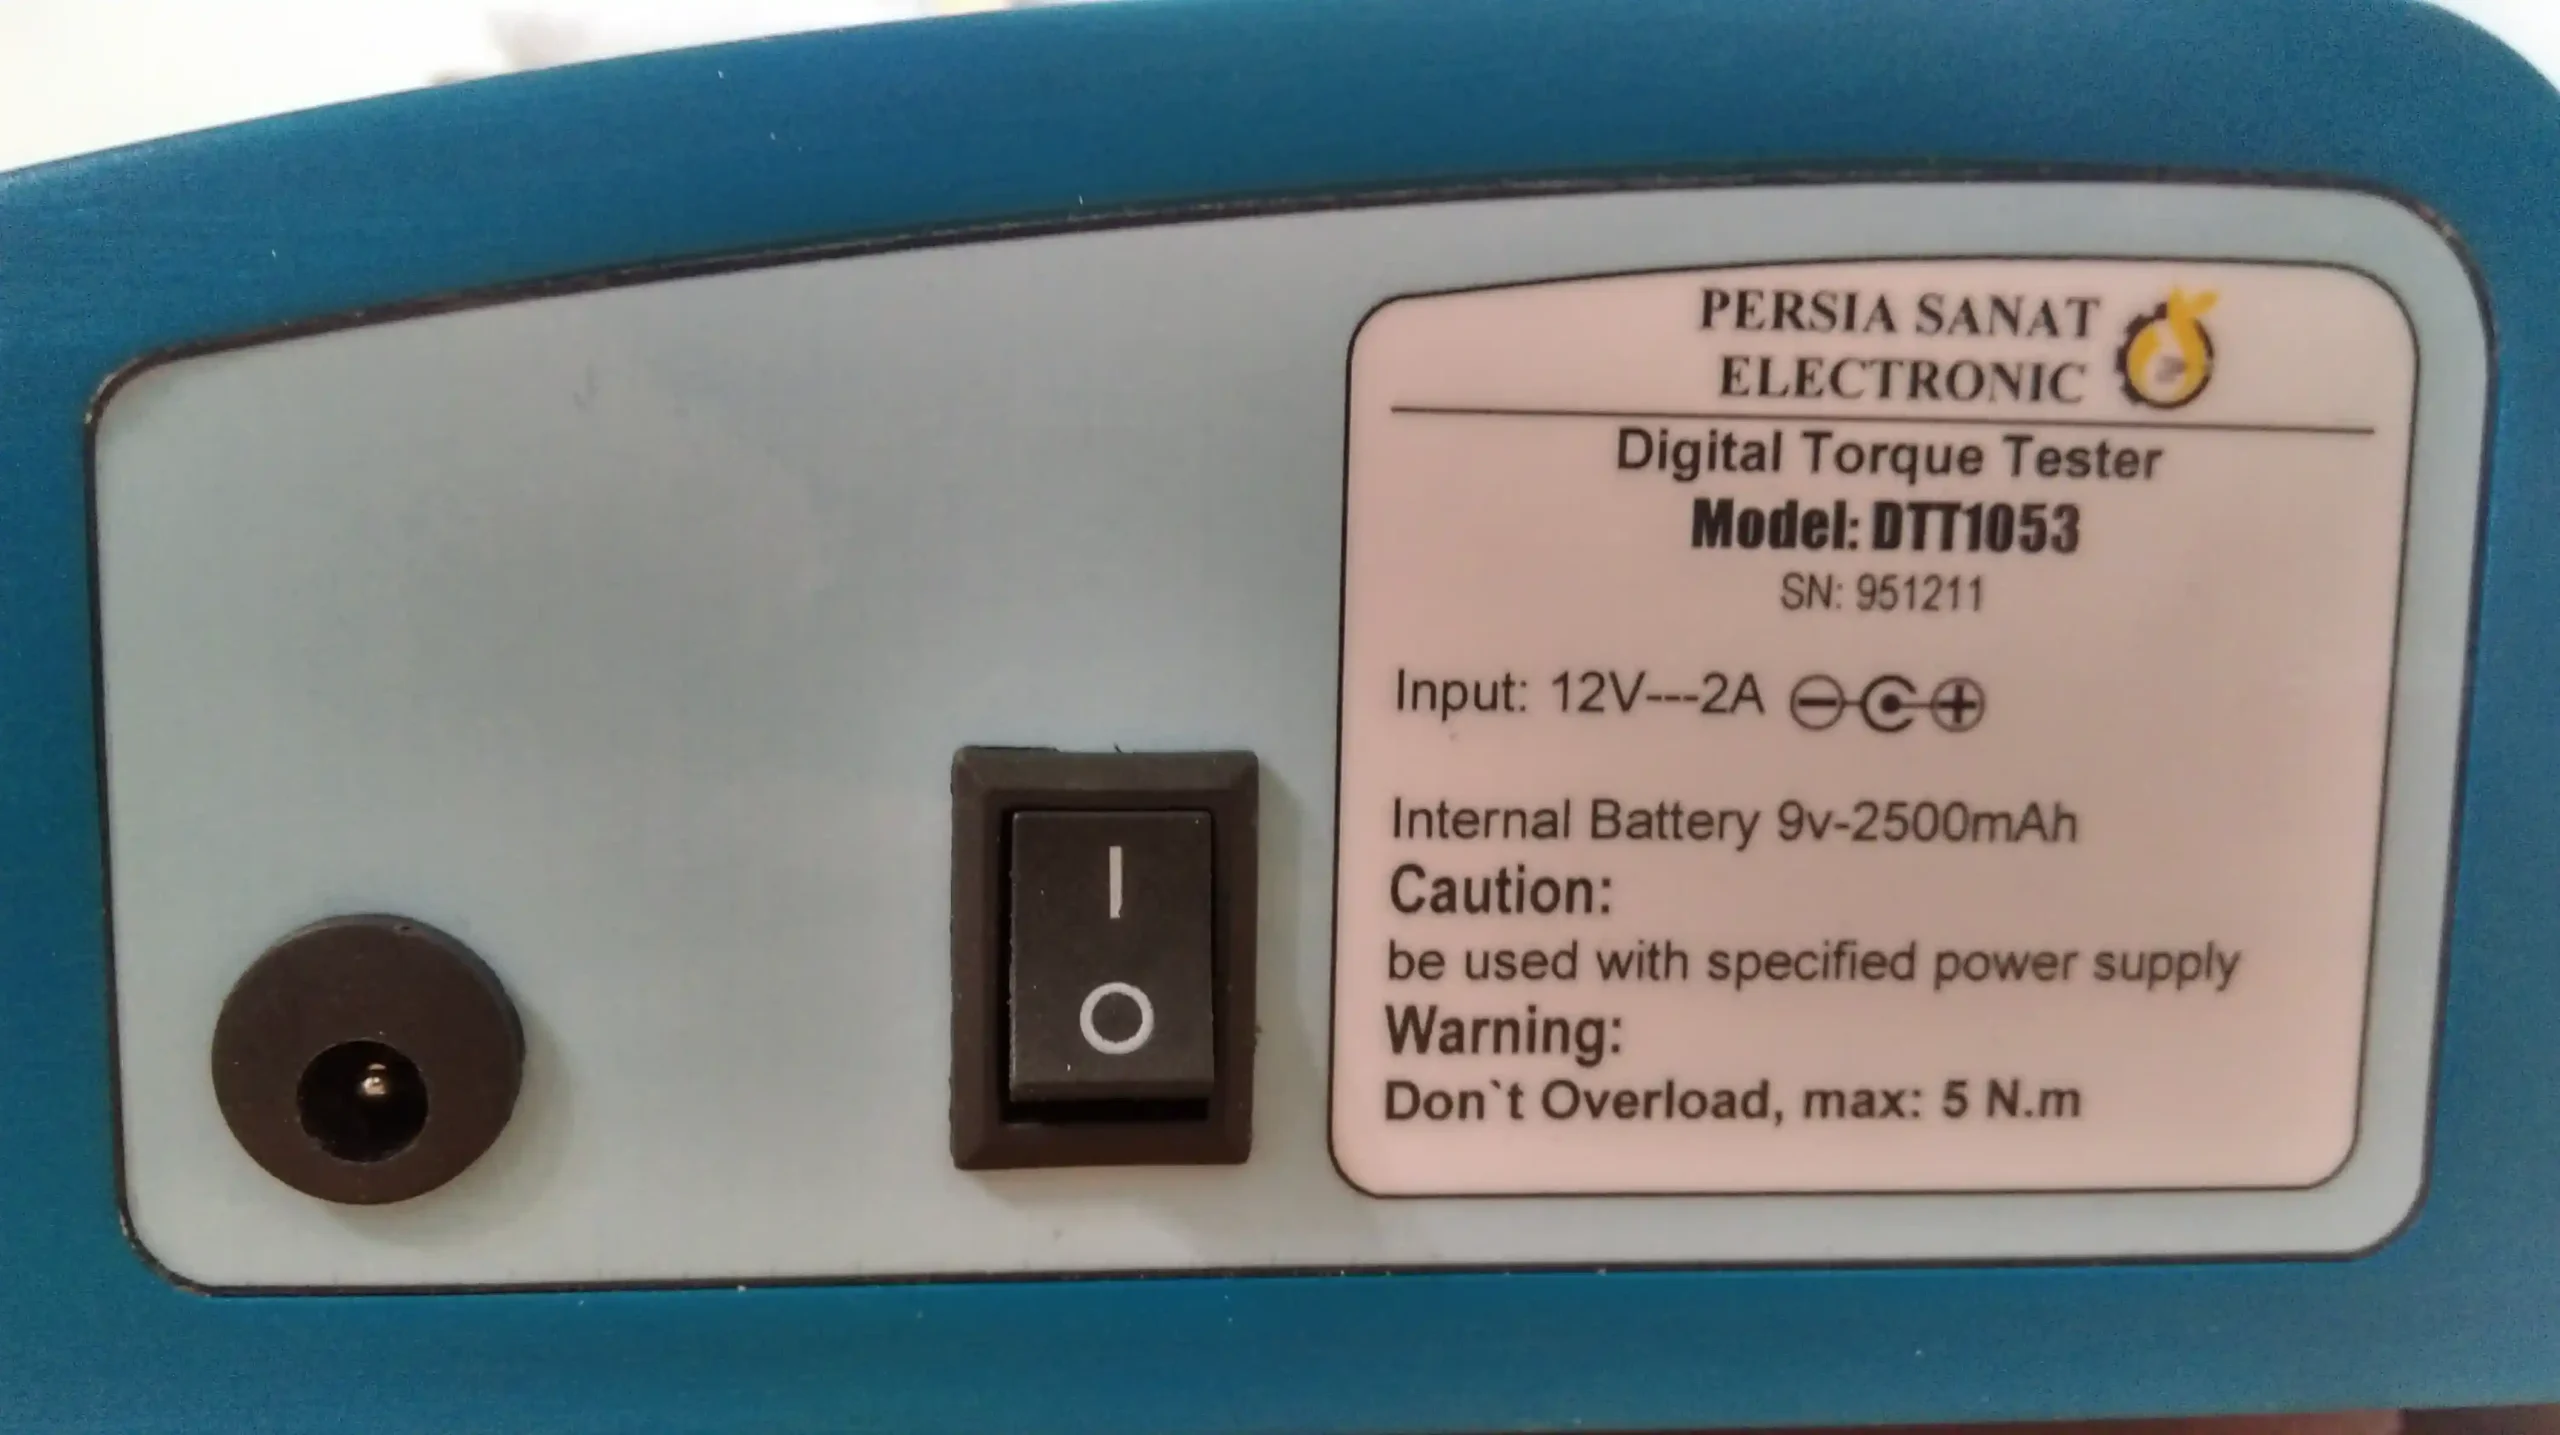 PERSIA SANAT
ELECTRONIC
Digital Torque Tester
Model: DTT1053
SN: 951211
Input: 12V---2A
Internal Battery 9v-2500mAh
Caution:
be used with specified power supply
Warning:
Don`t Overload, max: 5 N.m
I
O